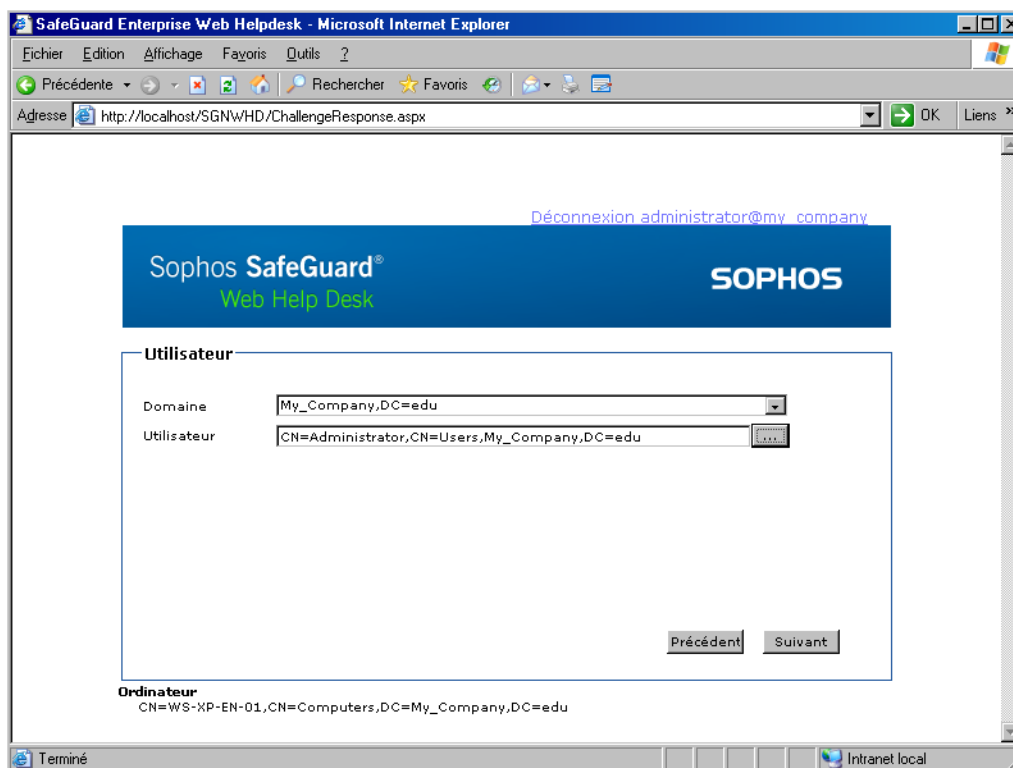 SafeGuard Enterprise Web Helpdesk - Microsoft Internet Explorer
Fichier Edition Affichage Favoris Outils ?
Précédente Rechercher Favoris
Adresse http://localhost/SGNWHD/ChallengeResponse.aspx OK Liens »
Déconnexion administrator@my_company
Sophos SafeGuard®
Web Help Desk
SOPHOS
Utilisateur
Domaine My_Company,DC=edu
Utilisateur CN=Administrator,CN=Users,My_Company,DC=edu ...
Précédent Suivant
Ordinateur
CN=WS-XP-EN-01,CN=Computers,DC=My_Company,DC=edu
Terminé Intranet local